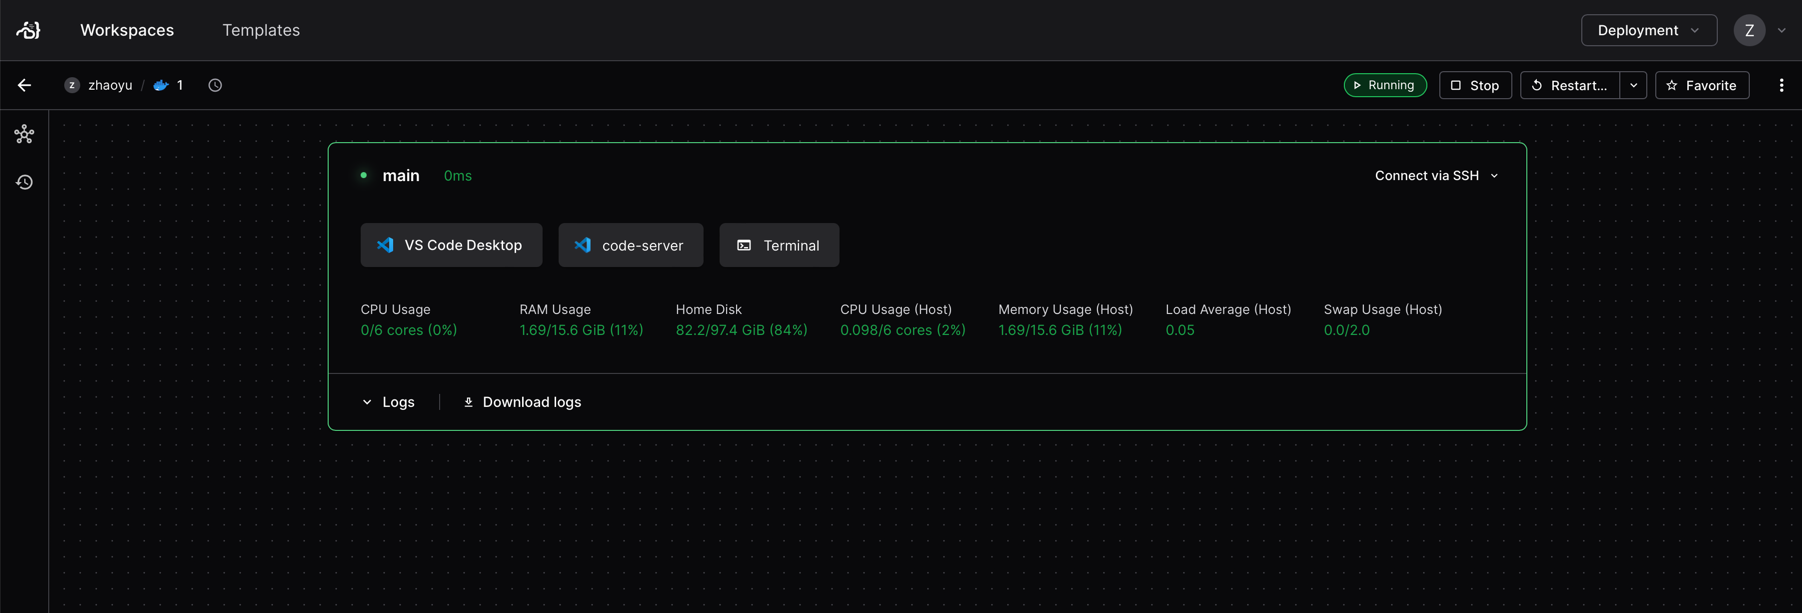 Workspaces Templates Deployment Z
Z zhaoyu / 1 Running Stop Restart... Favorite
main 0ms Connect via SSH
VS Code Desktop code-server Terminal
CPU Usage RAM Usage Home Disk CPU Usage (Host) Memory Usage (Host) Load Average (Host) Swap Usage (Host)
0/6 cores (0%) 1.69/15.6 GiB (11%) 82.2/97.4 GiB (84%) 0.098/6 cores (2%) 1.69/15.6 GiB (11%) 0.05 0.0/2.0
Logs Download logs